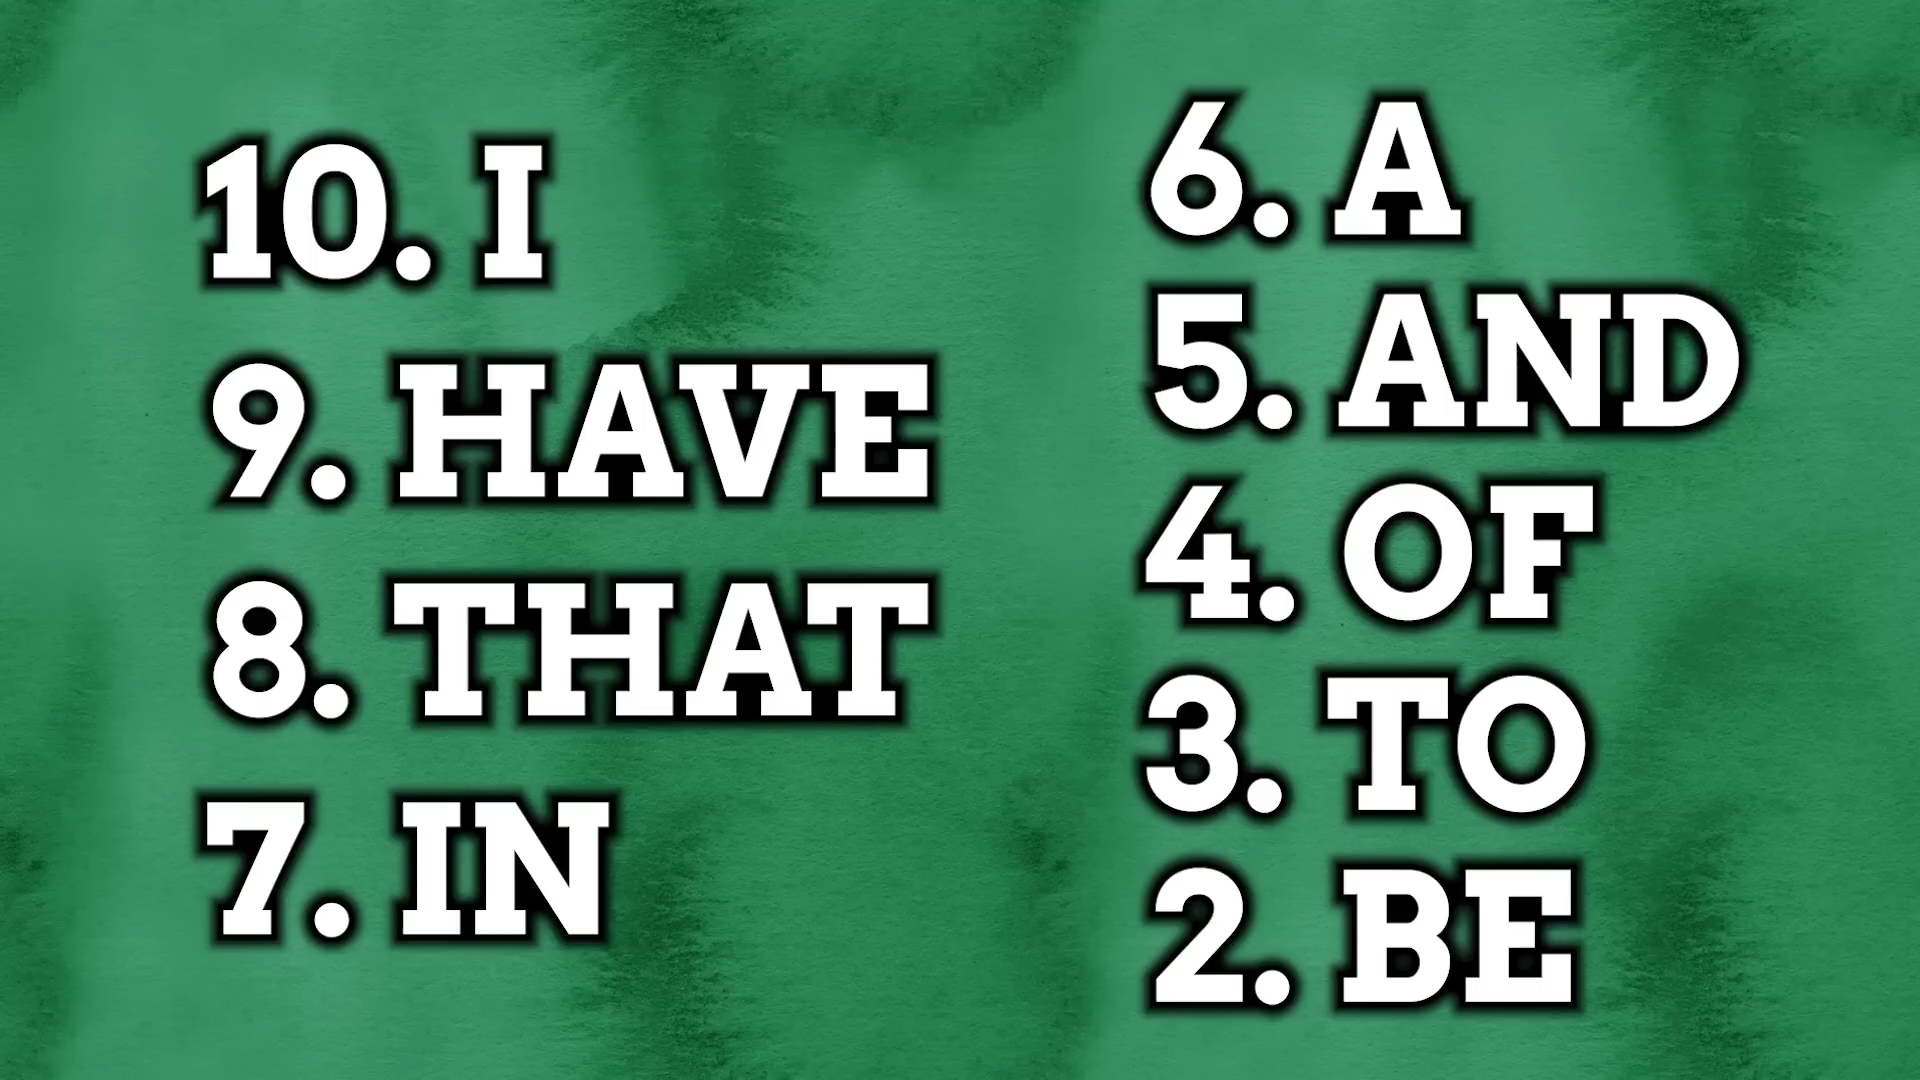 10. I
9. HAVE
8. THAT
7. IN
6. A
5. AND
4. OF
3. TO
2. BE